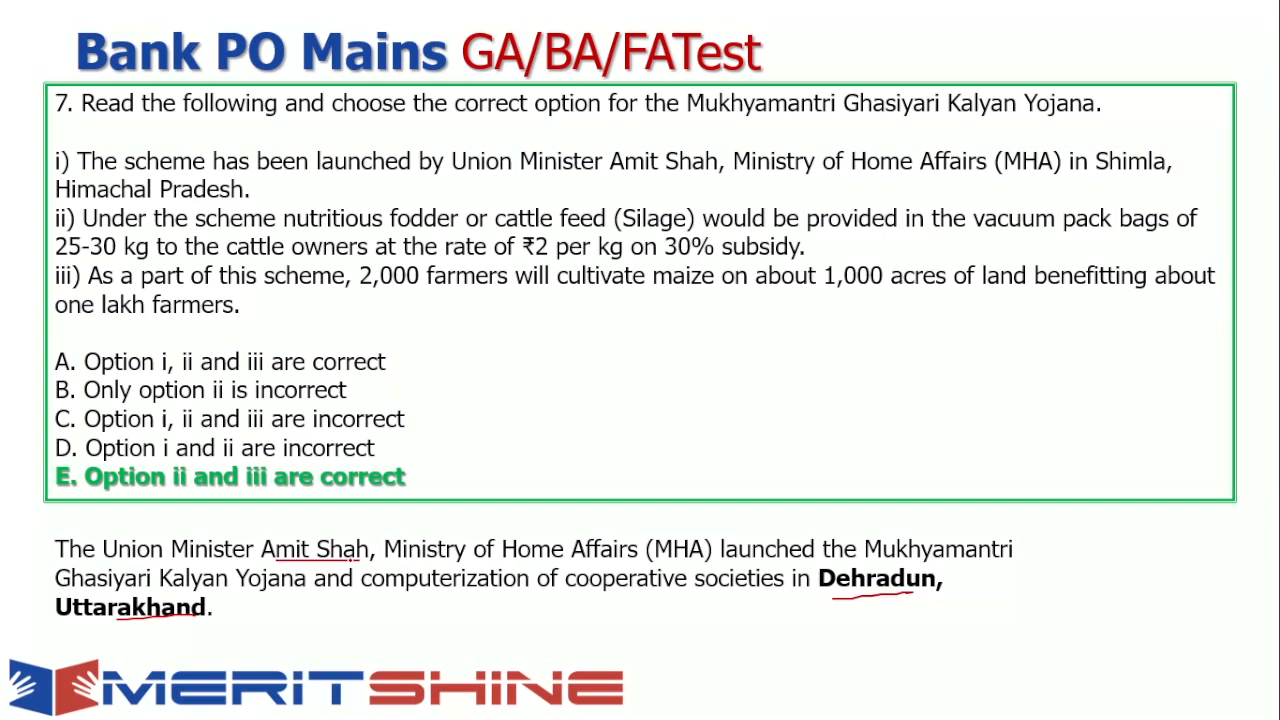 Bank PO Mains GA/BA/FATest
7. Read the following and choose the correct option for the Mukhyamantri Ghasiyari Kalyan Yojana.
i) The scheme has been launched by Union Minister Amit Shah, Ministry of Home Affairs (MHA) in Shimla,
Himachal Pradesh.
ii) Under the scheme nutritious fodder or cattle feed (Silage) would be provided in the vacuum pack bags of
25-30 kg to the cattle owners at the rate of ₹2 per kg on 30% subsidy.
iii) As a part of this scheme, 2,000 farmers will cultivate maize on about 1,000 acres of land benefitting about
one lakh farmers.
A. Option i, ii and iii are correct
B. Only option ii is incorrect
C. Option i, ii and iii are incorrect
D. Option i and ii are incorrect
E. Option ii and iii are correct
The Union Minister Amit Shah, Ministry of Home Affairs (MHA) launched the Mukhyamantri
Ghasiyari Kalyan Yojana and computerization of cooperative societies in Dehradun,
Uttarakhand.
MERITSHINE